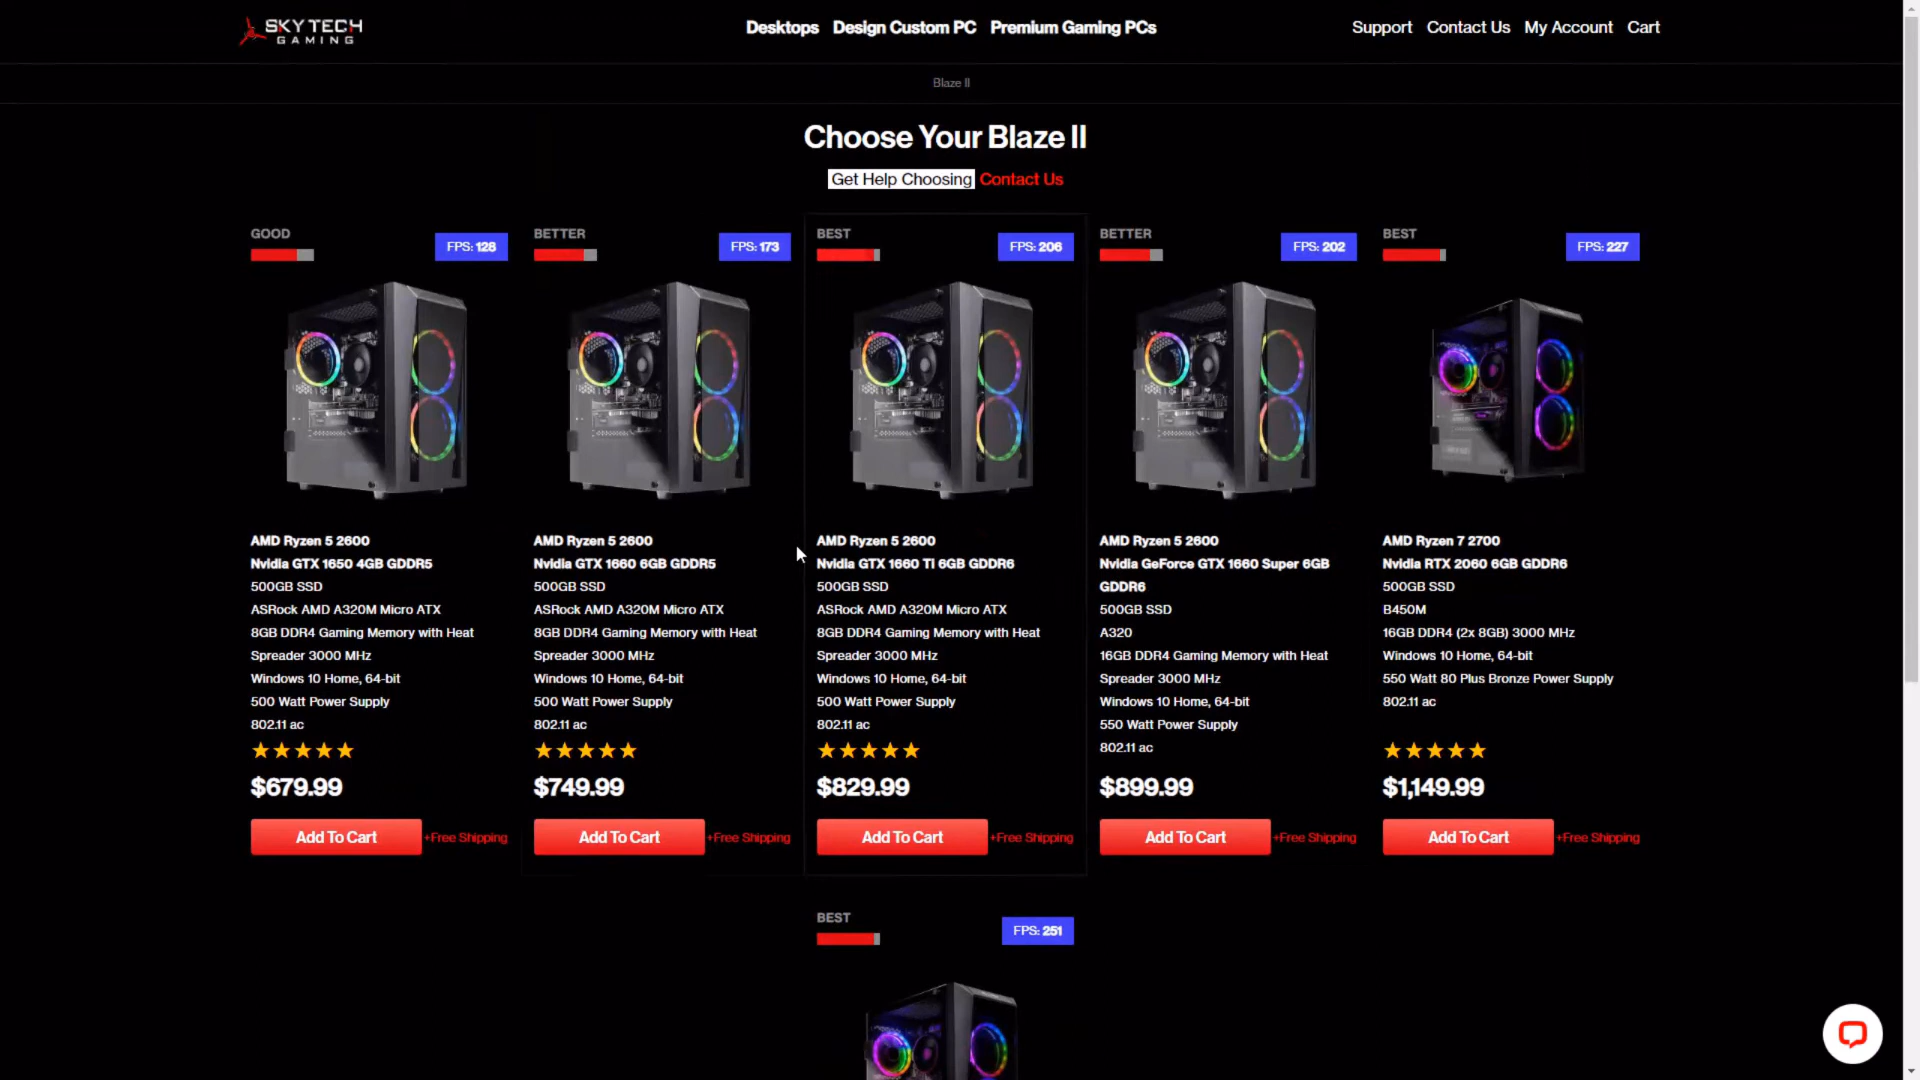 SKYTECH
GAMING
Desktops Design Custom PC Premium Gaming PCs
Support Contact Us My Account Cart
Blaze II
Choose Your Blaze II
Get Help Choosing Contact Us
GOOD
FPS: 128
AMD Ryzen 5 2600
Nvidia GTX 1650 4GB GDDR5
500GB SSD
ASRock AMD A320M Micro ATX
8GB DDR4 Gaming Memory with Heat
Spreader 3000 MHz
Windows 10 Home, 64-bit
500 Watt Power Supply
802.11 ac
$679.99
Add To Cart +Free Shipping
BETTER
FPS: 173
AMD Ryzen 5 2600
Nvidia GTX 1660 6GB GDDR5
500GB SSD
ASRock AMD A320M Micro ATX
8GB DDR4 Gaming Memory with Heat
Spreader 3000 MHz
Windows 10 Home, 64-bit
500 Watt Power Supply
802.11 ac
$749.99
Add To Cart +Free Shipping
BEST
FPS: 206
AMD Ryzen 5 2600
Nvidia GTX 1660 Ti 6GB GDDR6
500GB SSD
ASRock AMD A320M Micro ATX
8GB DDR4 Gaming Memory with Heat
Spreader 3000 MHz
Windows 10 Home, 64-bit
500 Watt Power Supply
802.11 ac
$829.99
Add To Cart +Free Shipping
BETTER
FPS: 202
AMD Ryzen 5 2600
Nvidia GeForce GTX 1660 Super 6GB
GDDR6
500GB SSD
A320
16GB DDR4 Gaming Memory with Heat
Spreader 3000 MHz
Windows 10 Home, 64-bit
550 Watt Power Supply
802.11 ac
$899.99
Add To Cart +Free Shipping
BEST
FPS: 227
AMD Ryzen 7 2700
Nvidia RTX 2060 6GB GDDR6
500GB SSD
B450M
16GB DDR4 (2x 8GB) 3000 MHz
Windows 10 Home, 64-bit
550 Watt 80 Plus Bronze Power Supply
802.11 ac
$1,149.99
Add To Cart +Free Shipping
BEST
FPS: 251